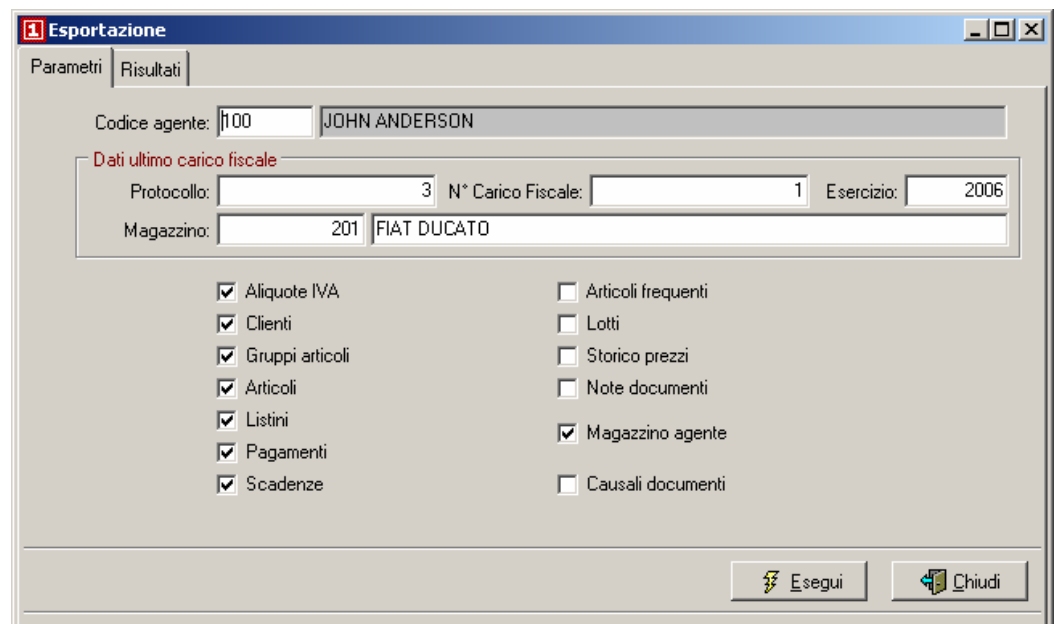 1 Esportazione
Parametri Risultati
Codice agente: 100 JOHN ANDERSON
Dati ultimo carico fiscale
Protocollo: 3 N° Carico Fiscale: 1 Esercizio: 2006
Magazzino: 201 FIAT DUCATO
Aliquote IVA Articoli frequenti
Clienti Lotti
Gruppi articoli Storico prezzi
Articoli Note documenti
Listini
Magazzino agente
Pagamenti
Scadenze Causali documenti
Esegui Chiudi